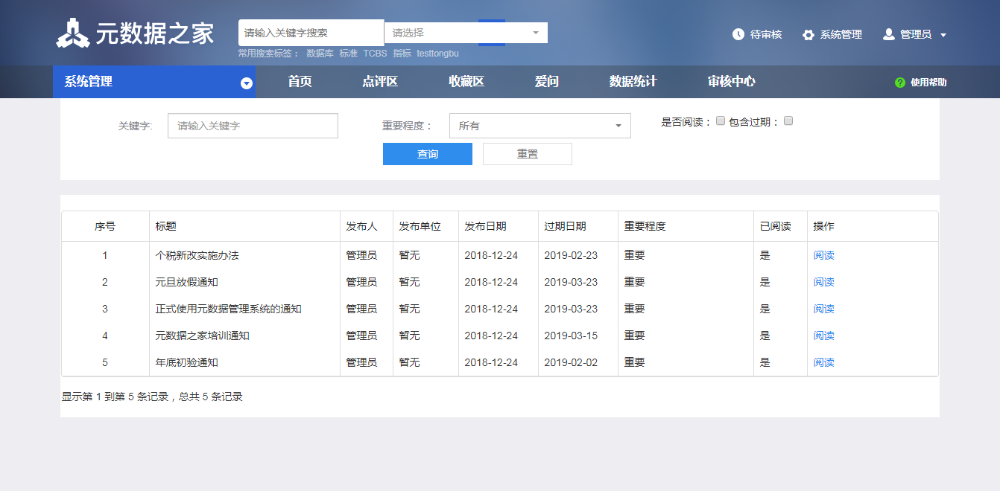 元数据之家 请输入关键字搜索 请选择 待审核 系统管理 管理员
常用搜索标签： 数据库 标准 TCBS 指标 testtongbu
系统管理 首页 点评区 收藏区 爱问 数据统计 审核中心 ? 使用帮助
关键字: 请输入关键字 重要程度： 所有 是否阅读： 包含过期：
查询 重置
序号 标题 发布人 发布单位 发布日期 过期日期 重要程度 已阅读 操作
1 个税新改实施办法 管理员 暂无 2018-12-24 2019-02-23 重要 是 阅读
2 元旦放假通知 管理员 暂无 2018-12-24 2019-03-23 重要 是 阅读
3 正式使用元数据管理系统的通知 管理员 暂无 2018-12-24 2019-03-23 重要 是 阅读
4 元数据之家培训通知 管理员 暂无 2018-12-24 2019-03-15 重要 是 阅读
5 年底初验通知 管理员 暂无 2018-12-24 2019-02-02 重要 是 阅读
显示第 1 到第 5 条记录，总共 5 条记录